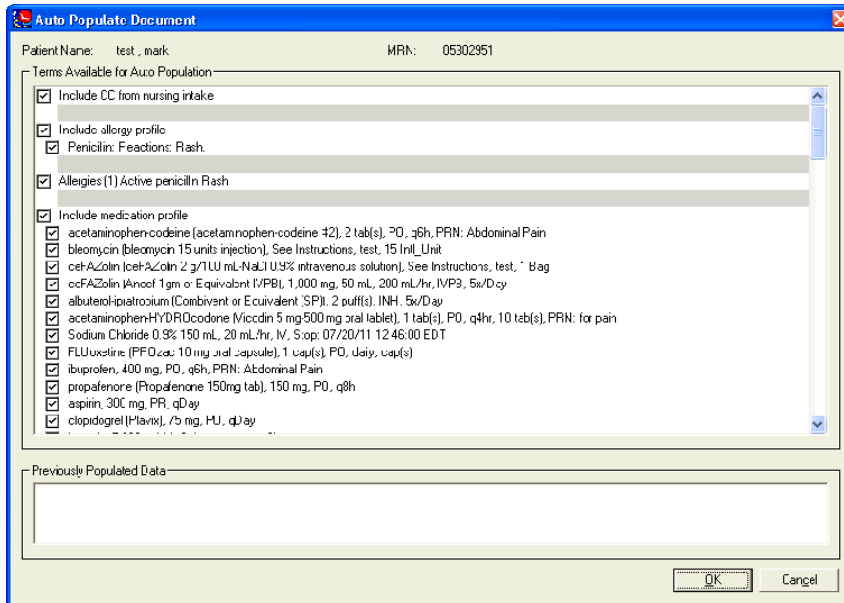 Auto Populate Document
Patient Name: test , mark MRN: 05302951
Terms Available for Auto Population
Include CC from nursing intake
Include allergy profile
Penicillin: Reactions: Rash.
Allergies (1) Active penicillin Rash
Include medication profile
acetaminophen-codeine (acetaminophen-codeine #2), 2 tab(s), PO, q6h, PRN: Abdominal Pain
bleomycin (bleomycin 15 units injection), See Instructions, test, 15 Intl_Unit
ceFAZolin (ceFAZolin 2 g/100 mL-NaCl 0.9% intravenous solution), See Instructions, test, 1 Bag
ceFAZolin (Ancef 1gm or Equivalent IVPB), 1,000 mg, 50 mL, 200 mL/hr, IVPB, 5x/Day
albuterol-ipratropium (Combivent or Equivalent (SP)), 2 puff(s), INH, 5x/Day
acetaminophen-HYDROcodone (Vicodin 5 mg-500 mg oral tablet), 1 tab(s), PO, q4hr, 10 tab(s), PRN: for pain
Sodium Chloride 0.9% 150 mL, 20 mL/hr, IV, Stop: 07/20/11 12:46:00 EDT
FLUoxetine (PROzac 10 mg oral capsule), 1 cap(s), PO, daily, cap(s)
ibuprofen, 400 mg, PO, q6h, PRN: Abdominal Pain
propafenone (Propafenone 150mg tab), 150 mg, PO, q8h
aspirin, 300 mg, PR, qDay
clopidogrel (Plavix), 75 mg, PO, qDay
Previously Populated Data
OK Cancel